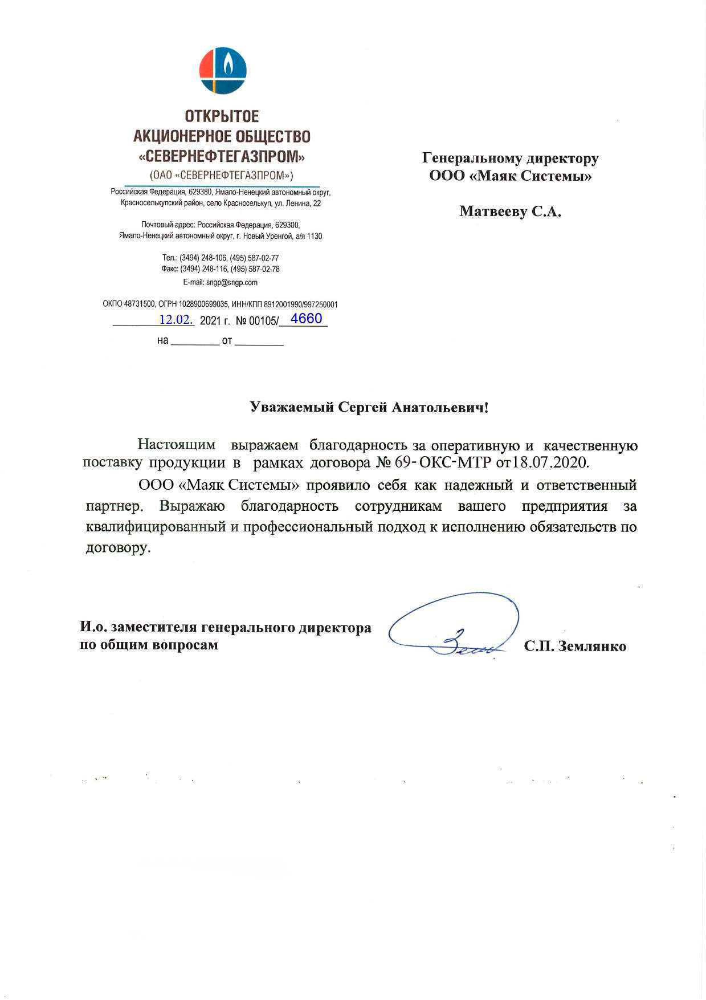 ОТКРЫТОЕ
АКЦИОНЕРНОЕ ОБЩЕСТВО
«СЕВЕРНЕФТЕГАЗПРОМ»
(ОАО «СЕВЕРНЕФТЕГАЗПРОМ»)
Российская Федерация, 629380, Ямало-Ненецкий автономный округ,
Красноселькупский район, село Красноселькуп, ул. Ленина, 22
Почтовый адрес: Российская Федерация, 629300,
Ямало-Ненецкий автономный округ, г. Новый Уренгой, а/я 1130
Тел.: (3494) 248-106, (495) 587-02-77
Факс: (3494) 248-116, (495) 587-02-78
E-mail: sngp@sngp.com
ОКПО 48731500, ОГРН 1028900699035, ИНН/КПП 8912001990/997250001
12.02. 2021 г. № 00105/ 4660
на _________ от _________
Генеральному директору
ООО «Маяк Системы»
Матвееву С.А.
Уважаемый Сергей Анатольевич!
Настоящим выражаем благодарность за оперативную и качественную
поставку продукции в рамках договора № 69-ОКС-МТР от18.07.2020.
ООО «Маяк Системы» проявило себя как надежный и ответственный
партнер. Выражаю благодарность сотрудникам вашего предприятия за
квалифицированный и профессиональный подход к исполнению обязательств по
договору.
И.о. заместителя генерального директора
по общим вопросам
С.П. Землянко